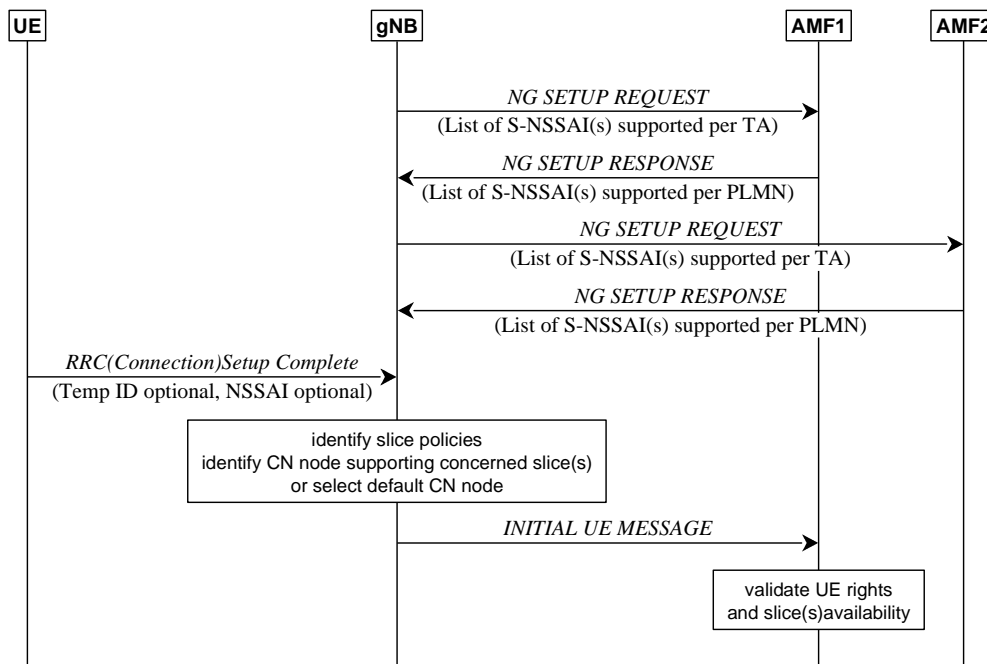 UE gNB AMF1 AMF2
NG SETUP REQUEST
(List of S-NSSAI(s) supported per TA)
NG SETUP RESPONSE
(List of S-NSSAI(s) supported per PLMN)
NG SETUP REQUEST
(List of S-NSSAI(s) supported per TA)
NG SETUP RESPONSE
(List of S-NSSAI(s) supported per PLMN)
RRC(Connection)Setup Complete
(Temp ID optional, NSSAI optional)
identify slice policies
identify CN node supporting concerned slice(s)
or select default CN node
INITIAL UE MESSAGE
validate UE rights
and slice(s)availability